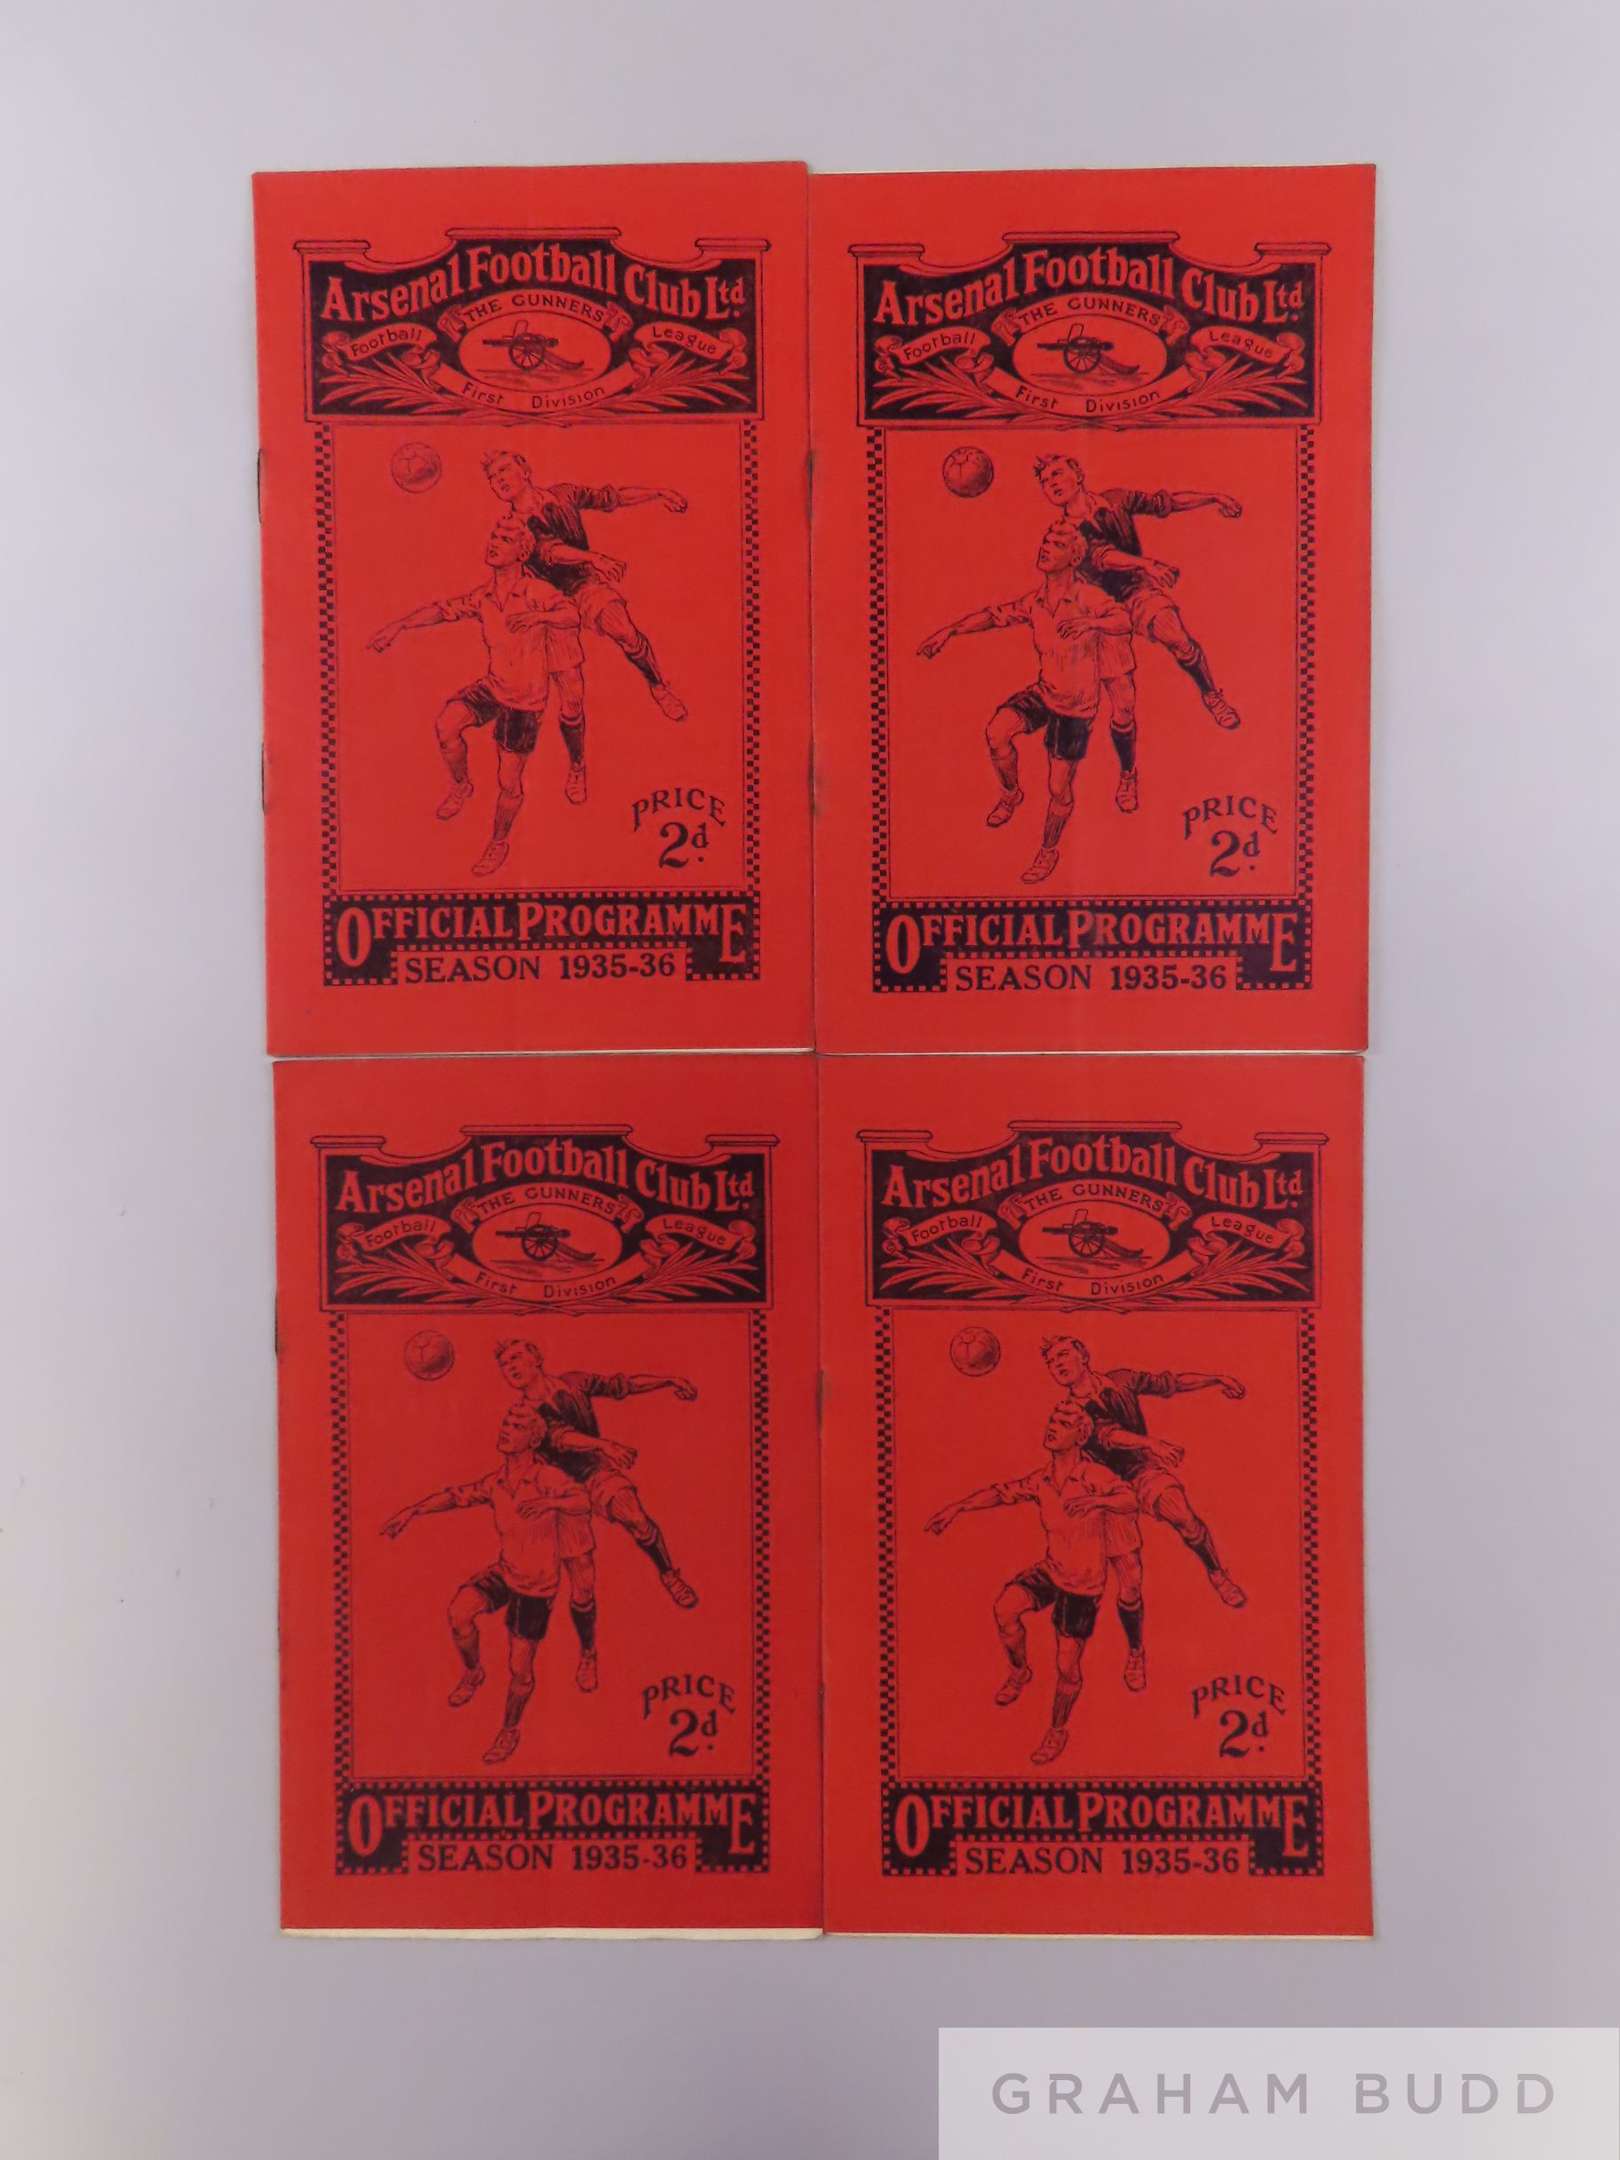 Arsenal Football Club Ltd.
THE GUNNERS
Football League
First Division
PRICE
2d.
OFFICIAL PROGRAMME
SEASON 1935-36
Arsenal Football Club Ltd.
THE GUNNERS
Football League
First Division
PRICE
2d.
OFFICIAL PROGRAMME
SEASON 1935-36
Arsenal Football Club Ltd.
THE GUNNERS
Football League
First Division
PRICE
2d.
OFFICIAL PROGRAMME
SEASON 1935-36
Arsenal Football Club Ltd.
THE GUNNERS
Football League
First Division
PRICE
2d.
OFFICIAL PROGRAMME
SEASON 1935-36
GRAHAM BUDD